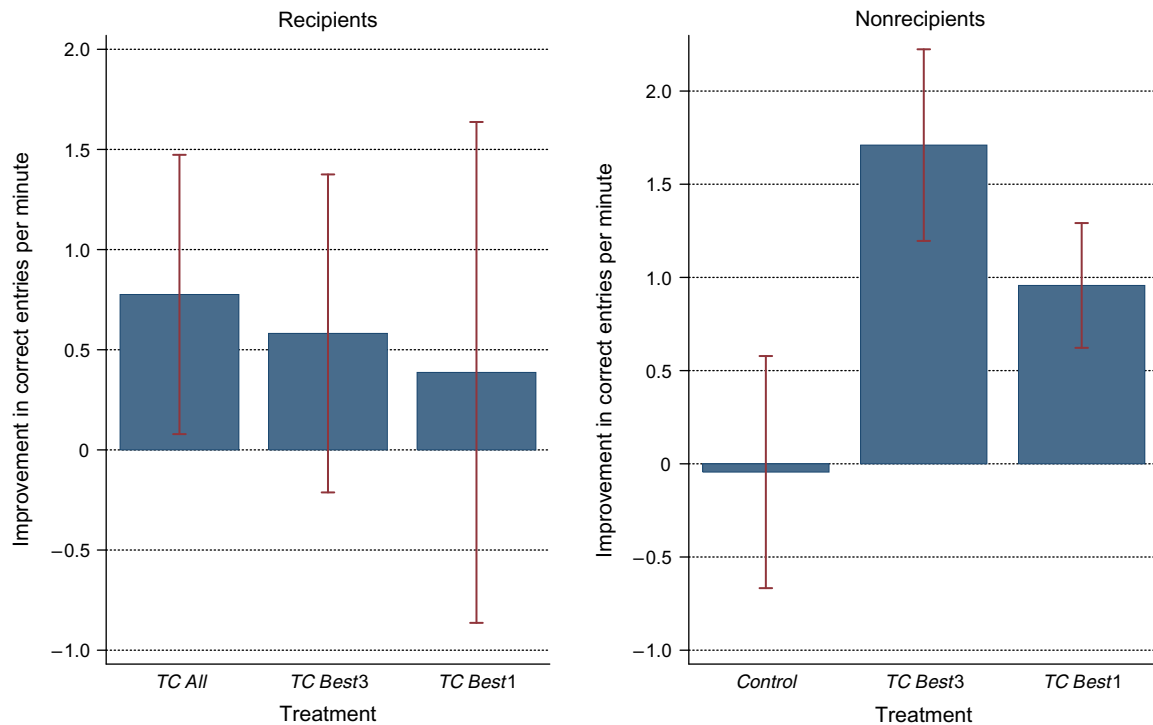 Recipients
Improvement in correct entries per minute
2.0
1.5
1.0
0.5
0
−0.5
−1.0
TC All
TC Best3
TC Best1
Treatment
Nonrecipients
Improvement in correct entries per minute
2.0
1.5
1.0
0.5
0
−0.5
−1.0
Control
TC Best3
TC Best1
Treatment